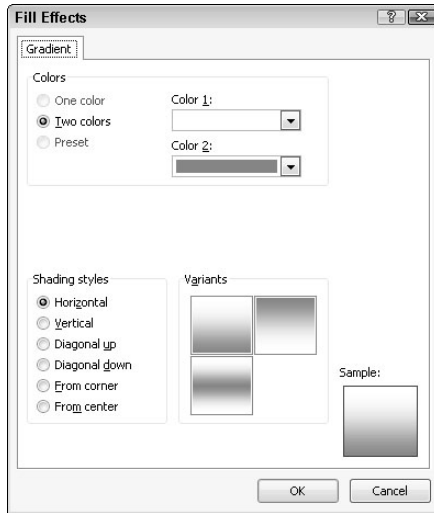 Fill Effects
Gradient
Colors
One color
Two colors
Preset
Color 1:
Color 2:
Shading styles
Horizontal
Vertical
Diagonal up
Diagonal down
From corner
From center
Variants
Sample:
OK
Cancel